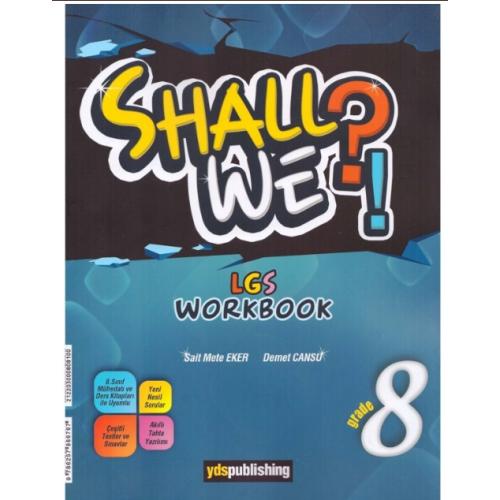 SHALL
WE?!
LGS
WORKBOOK
Sait Mete EKER Demet CANSU
8.Sınıf
Müfredatı ve
Ders Kitapları
ile Uyumlu
Yeni
Nesil
Sorular
Çeşitli
Testler ve
Sınavlar
Akıllı
Tahta
Yazılımı
grade
8
ydspublishing